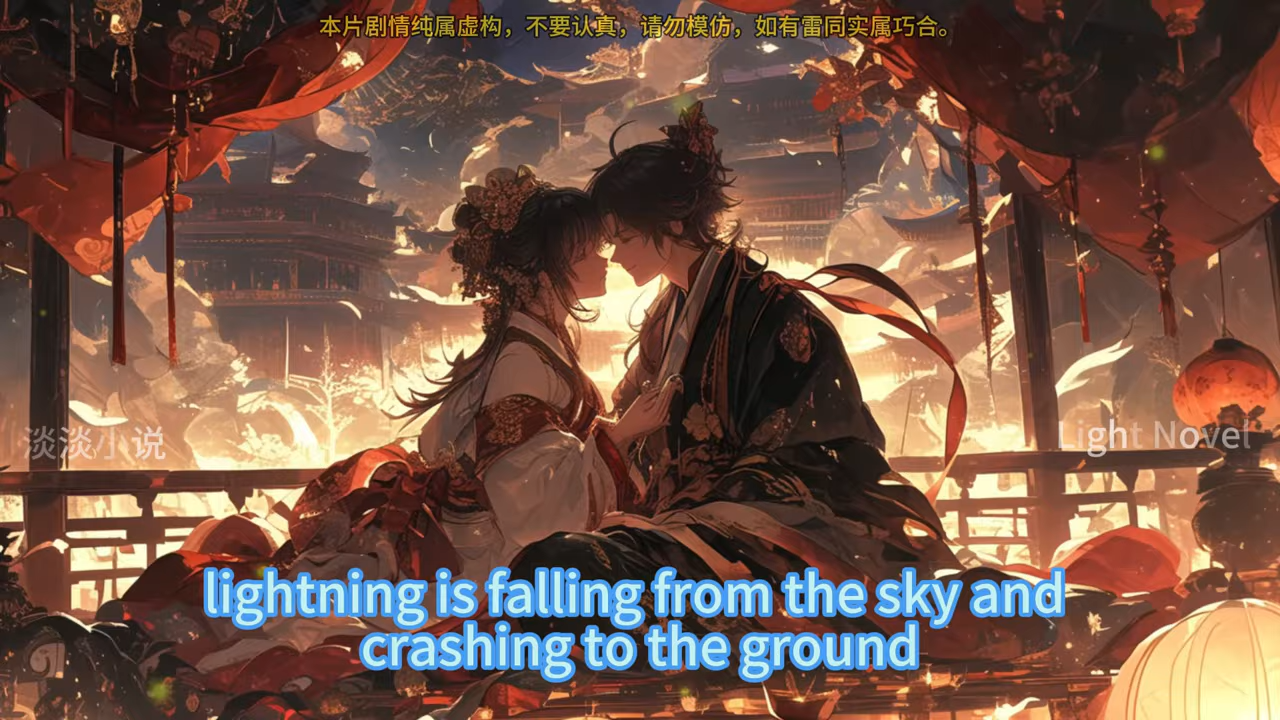 本片剧情纯属虚构，不要认真，请勿模仿，如有雷同实属巧合。
淡淡小说
Light Novel
lightning is falling from the sky and
crashing to the ground